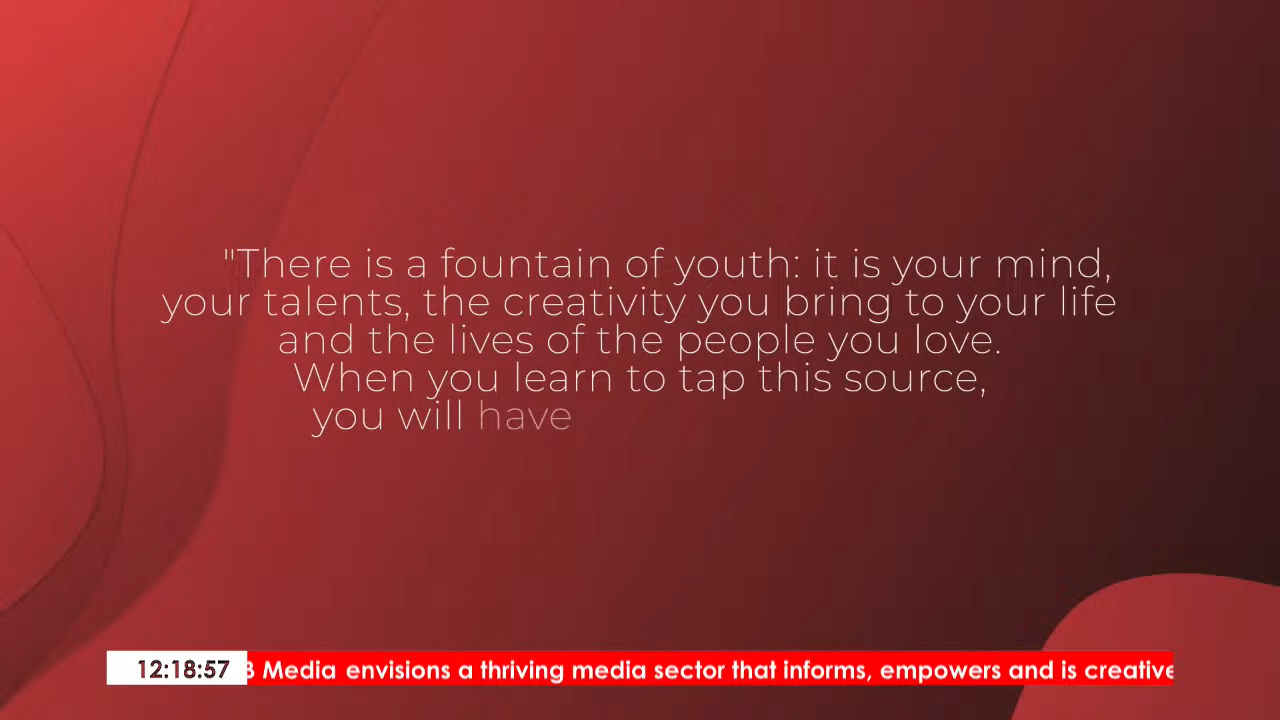 "There is a fountain of youth: it is your mind,
your talents, the creativity you bring to your life
and the lives of the people you love.
When you learn to tap this source,
you will have
12:18:57 Media envisions a thriving media sector that informs, empowers and is creative